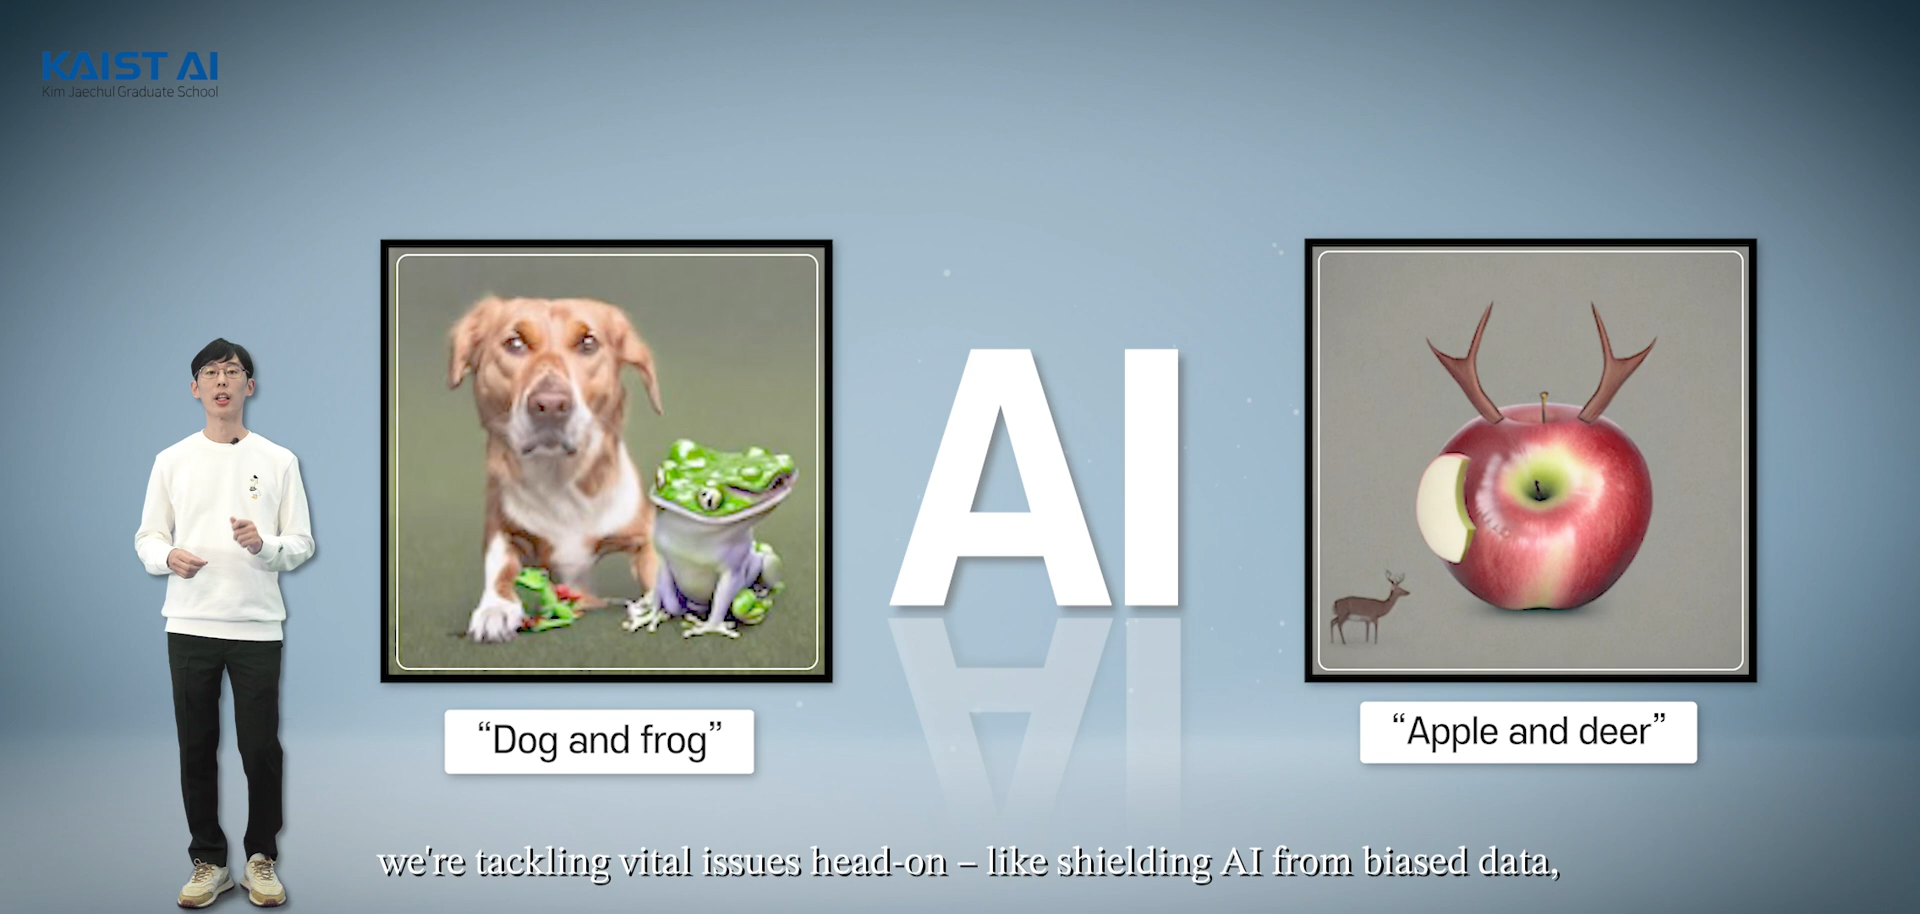 KAIST AI
Kim Jaechul Graduate School
AI
“Dog and frog”
“Apple and deer”
we're tackling vital issues head-on – like shielding AI from biased data,